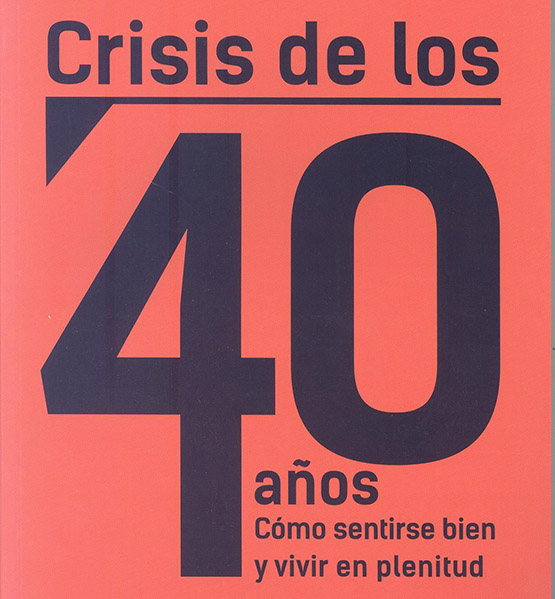 Crisis de los
40
años
Cómo sentirse bien
y vivir en plenitud